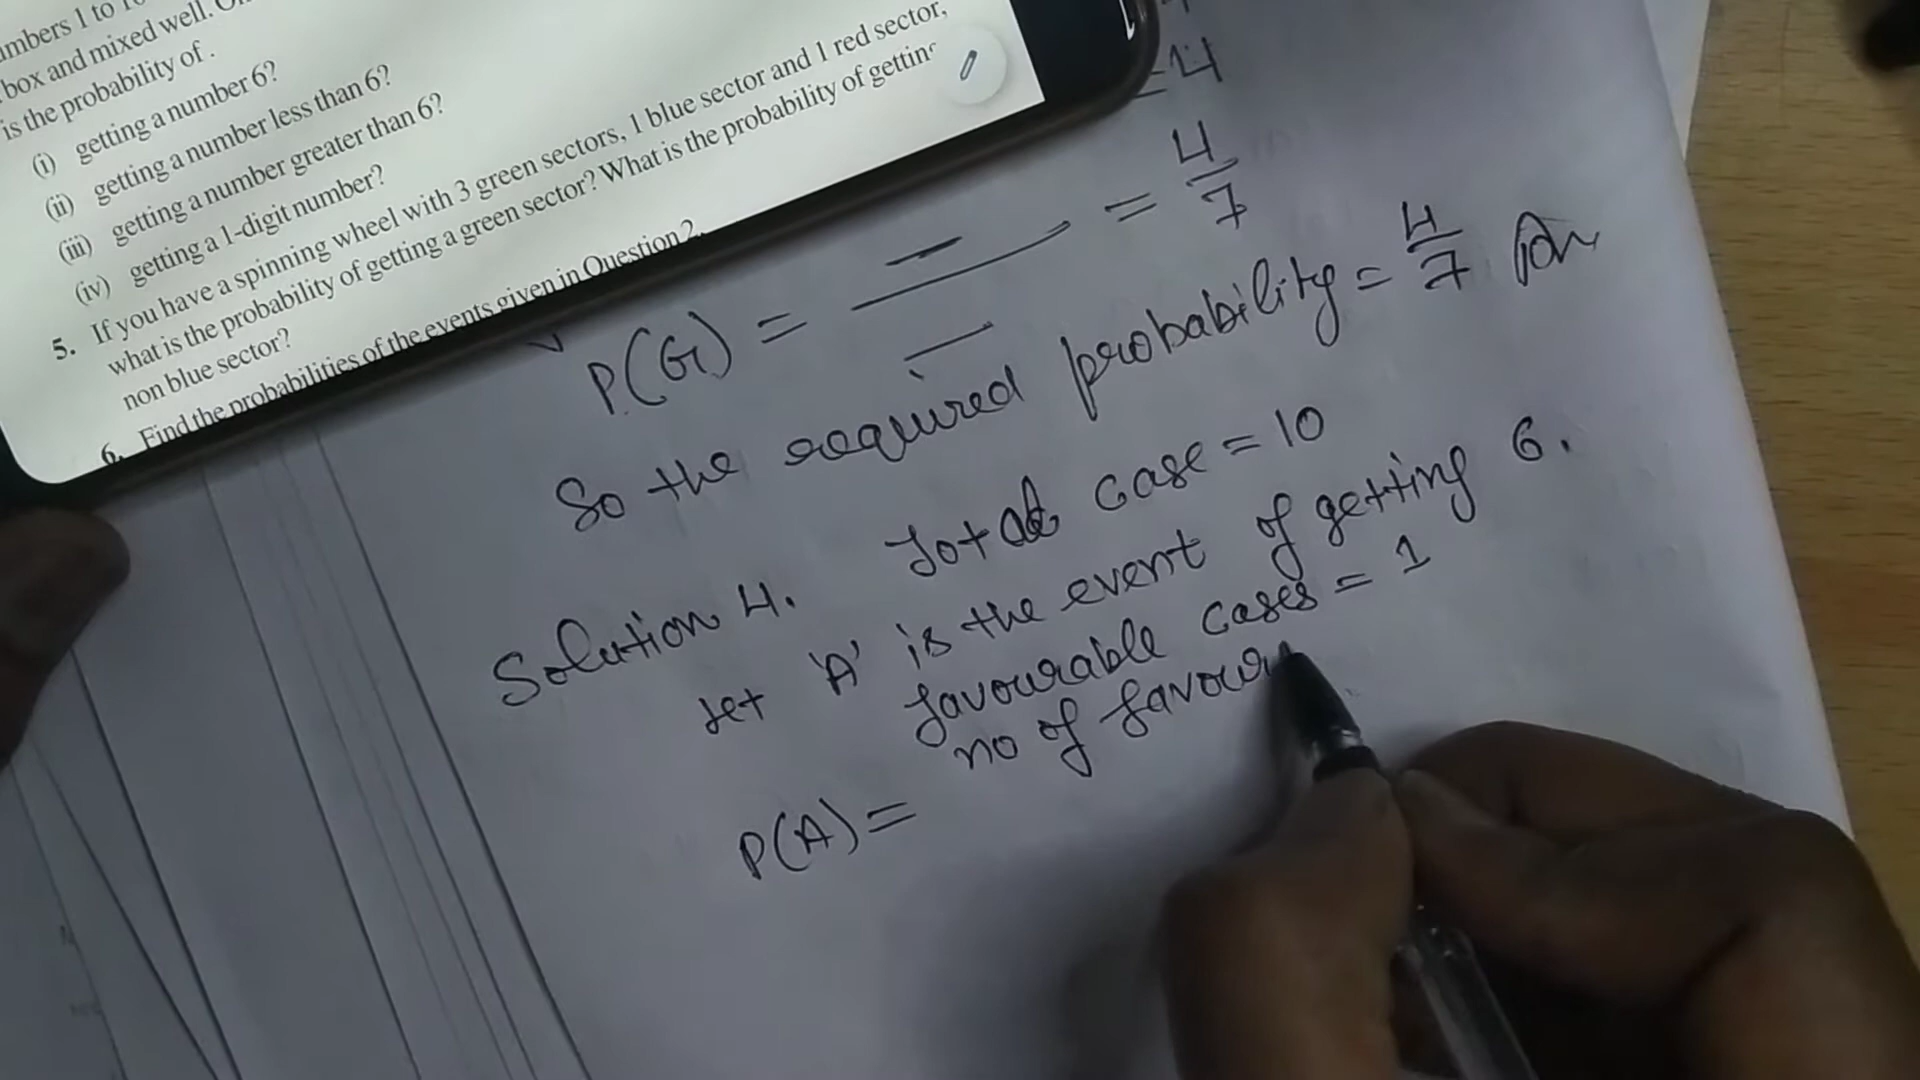 numbers 1 to 10
box and mixed well.
is the probability of .
(i) getting a number 6?
(ii) getting a number less than 6?
(iii) getting a number greater than 6?
(iv) getting a 1-digit number?
5. If you have a spinning wheel with 3 green sectors, 1 blue sector and 1 red sector,
what is the probability of getting a green sector? What is the probability of getting
non blue sector?
6. Find the probabilities of the events given in Question 2.
=4
P(G) = = 4/7
So the required probability = 4/7 Ans
Solution 4. Total case = 10
Let 'A' is the event of getting 6.
favourable cases = 1
P(A) = no of favour